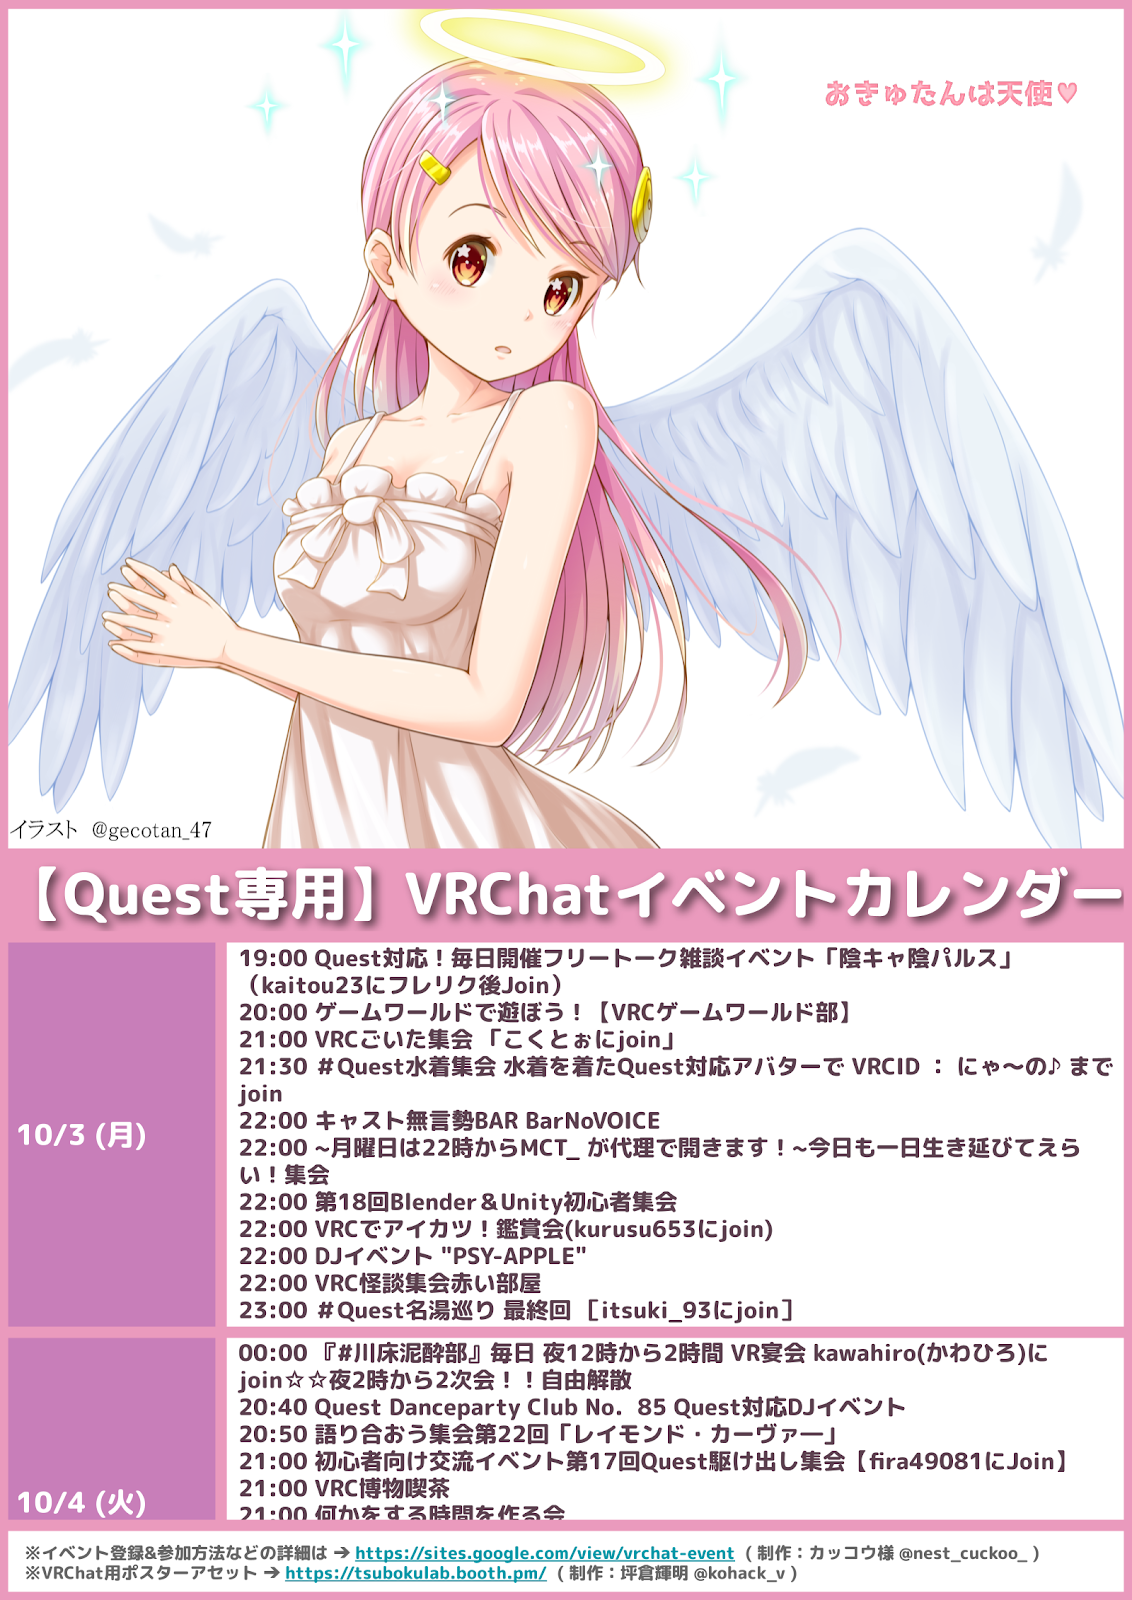 おきゅたんは天使♥
イラスト @gecotan_47
【Quest専用】VRChatイベントカレンダー
10/3 (月)
19:00 Quest対応！毎日開催フリートーク雑談イベント「陰キャ陰パルス」
（kaitou23にフレリク後Join）
20:00 ゲームワールドで遊ぼう！【VRCゲームワールド部】
21:00 VRCごいた集会 「こくとぉにjoin」
21:30 ＃Quest水着集会 水着を着たQuest対応アバターで VRCID ： にゃ～の♪ まで
join
22:00 キャスト無言勢BAR BarNoVOICE
22:00 ~月曜日は22時からMCT_ が代理で開きます！~今日も一日生き延びてえら
い！集会
22:00 第18回Blender＆Unity初心者集会
22:00 VRCでアイカツ！鑑賞会(kurusu653にjoin)
22:00 DJイベント "PSY-APPLE"
22:00 VRC怪談集会赤い部屋
23:00 ＃Quest名湯巡り 最終回 ［itsuki_93にjoin］
10/4 (火)
00:00 『#川床泥酔部』毎日 夜12時から2時間 VR宴会 kawahiro(かわひろ)に
join☆☆夜2時から2次会！！自由解散
20:40 Quest Danceparty Club No．85 Quest対応DJイベント
20:50 語り合おう集会第22回「レイモンド・カーヴァー」
21:00 初心者向け交流イベント第17回Quest駆け出し集会【fira49081にJoin】
21:00 VRC博物喫茶
21:00 何かをする時間を作る会
※イベント登録&参加方法などの詳細は → https://sites.google.com/view/vrchat-event ( 制作：カッコウ様 @nest_cuckoo_ )
※VRChat用ポスターアセット → https://tsubokulab.booth.pm/ ( 制作：坪倉輝明 @kohack_v )